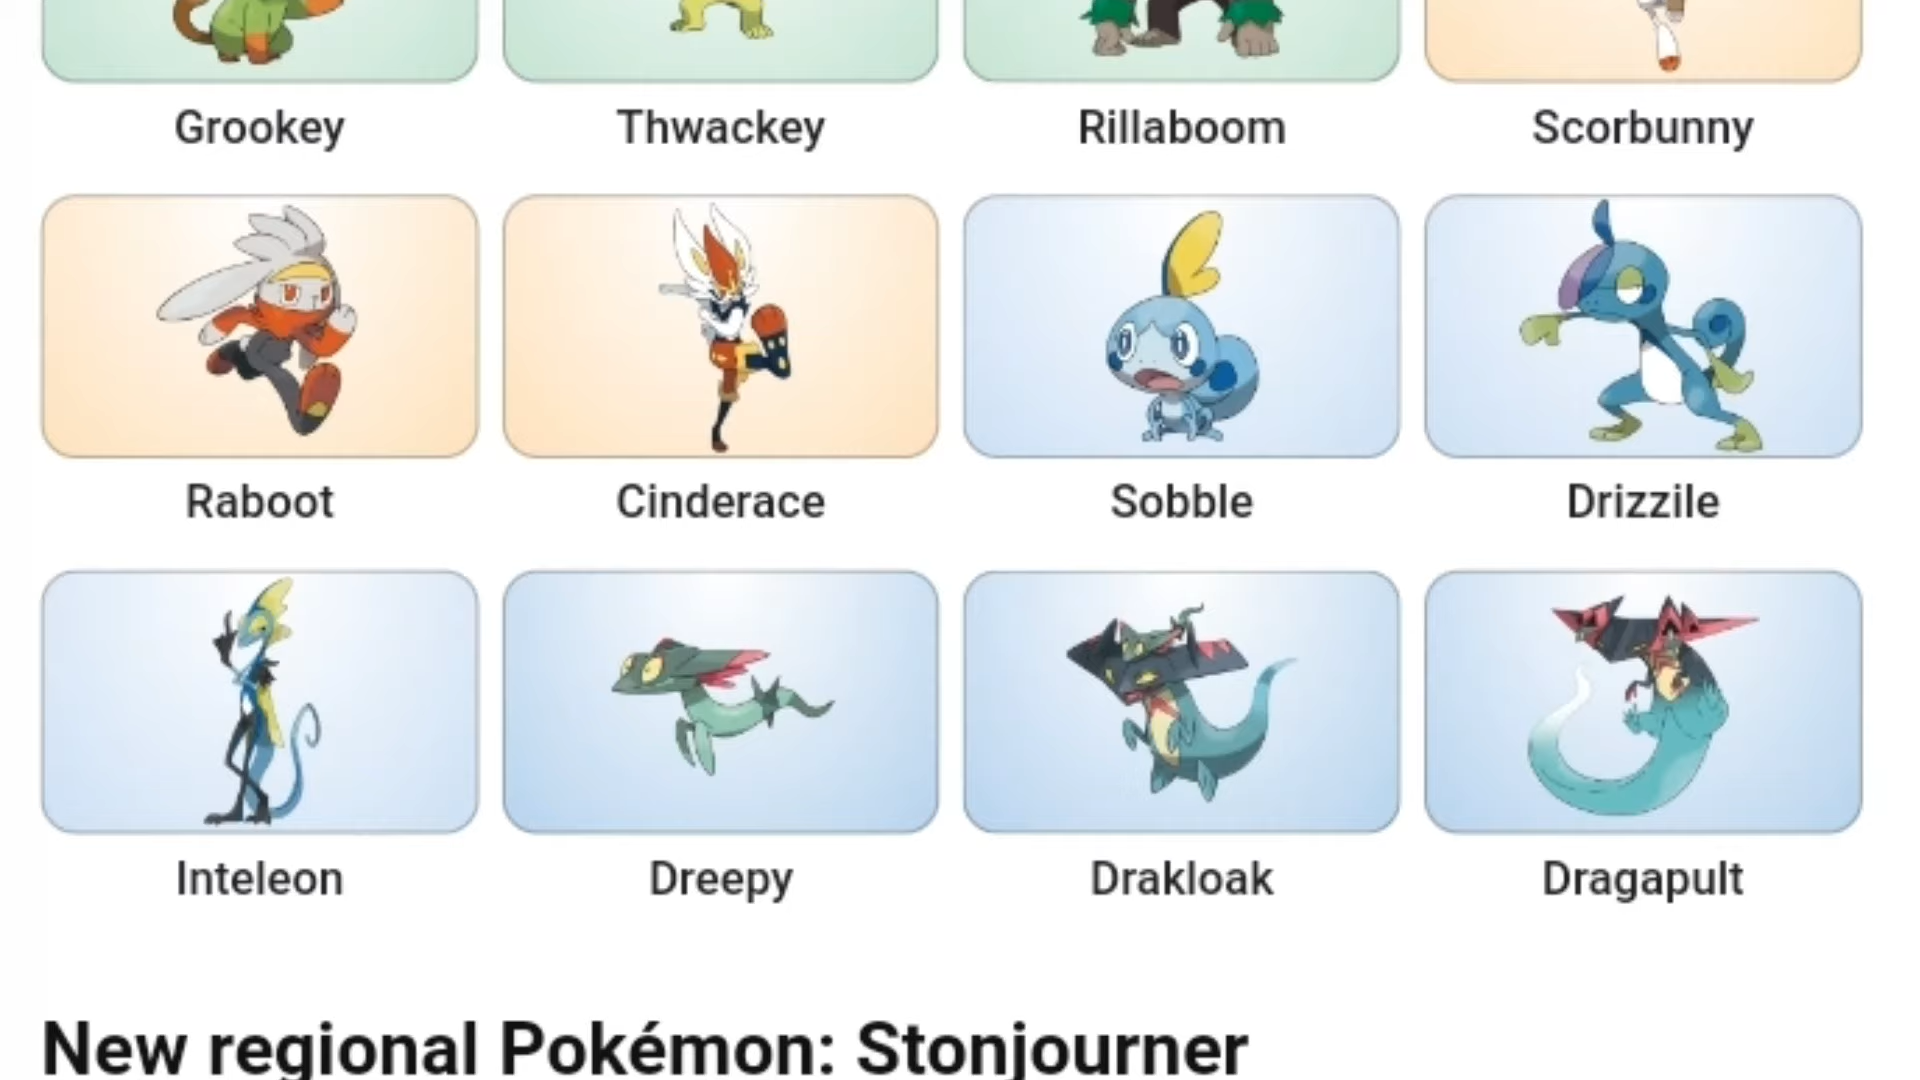 Grookey Thwackey Rillaboom Scorbunny
Raboot Cinderace Sobble Drizzile
Inteleon Dreepy Drakloak Dragapult
New regional Pokémon: Stonjourner